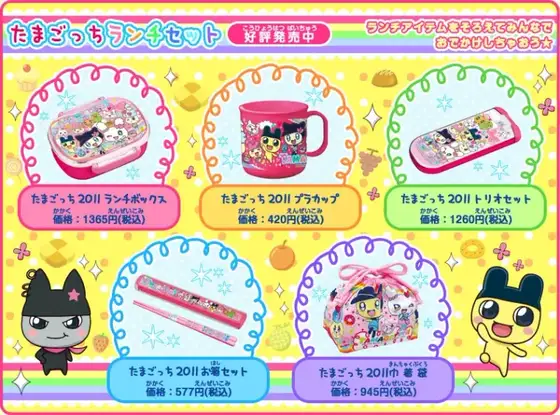 たまごっちランチセット
こうひょうはつばいちゅう
好評発売中
ランチアイテムをそろえてみんなで
おでかけしちゃおう☆
たまごっち2011 ランチボックス
かかく えんぜいこみ
価格:1365円(税込)
たまごっち2011 プラカップ
かかく えんぜいこみ
価格:420円(税込)
たまごっち2011 トリオセット
かかく えんぜいこみ
価格:1260円(税込)
はし
たまごっち2011お箸セット
かかく えんぜいこみ
価格:577円(税込)
きんちゃくぶくろ
たまごっち2011巾着袋
かかく えんぜいこみ
価格:945円(税込)